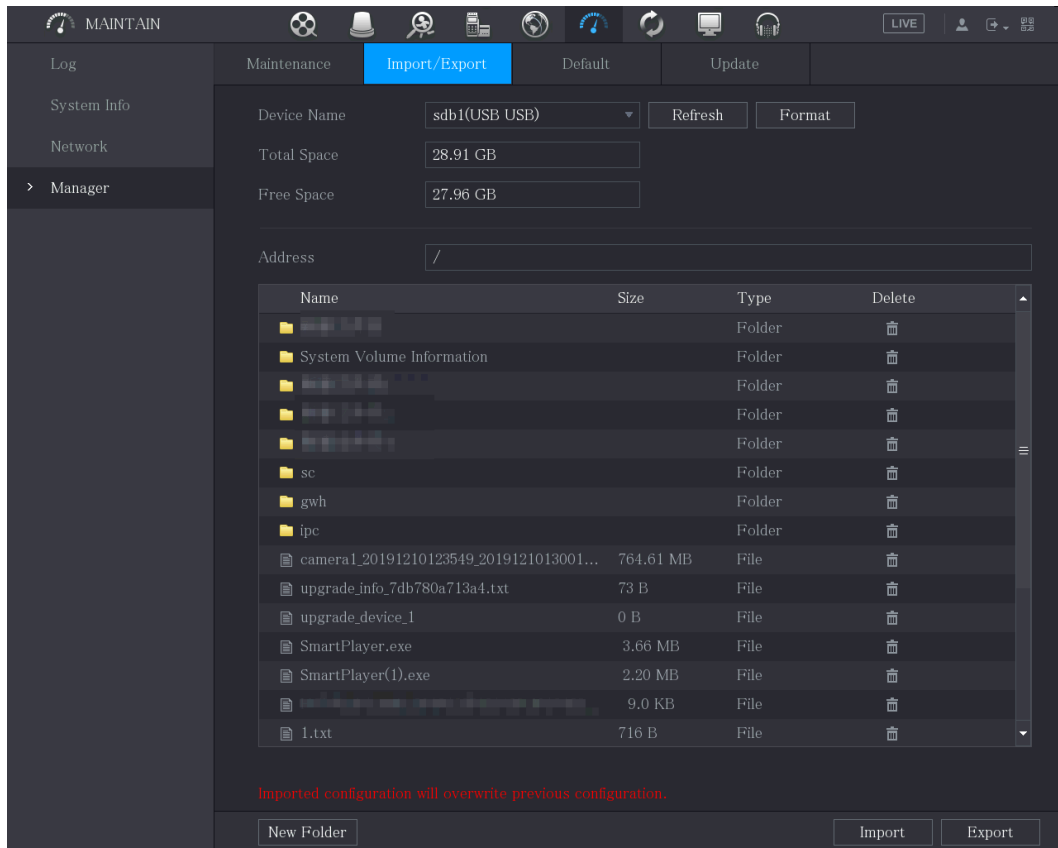 MAINTAIN LIVE
Log
System Info
Network
Manager
Maintenance Import/Export Default Update
Device Name sdb1(USB USB) Refresh Format
Total Space 28.91 GB
Free Space 27.96 GB
Address /
Name Size Type Delete
Folder
System Volume Information Folder
Folder
Folder
Folder
sc Folder
gwh Folder
ipc Folder
camera1_20191210123549_2019121013001... 764.61 MB File
upgrade_info_7db780a713a4.txt 73 B File
upgrade_device_1 0 B File
SmartPlayer.exe 3.66 MB File
SmartPlayer(1).exe 2.20 MB File
9.0 KB File
1.txt 716 B File
Imported configuration will overwrite previous configuration.
New Folder Import Export